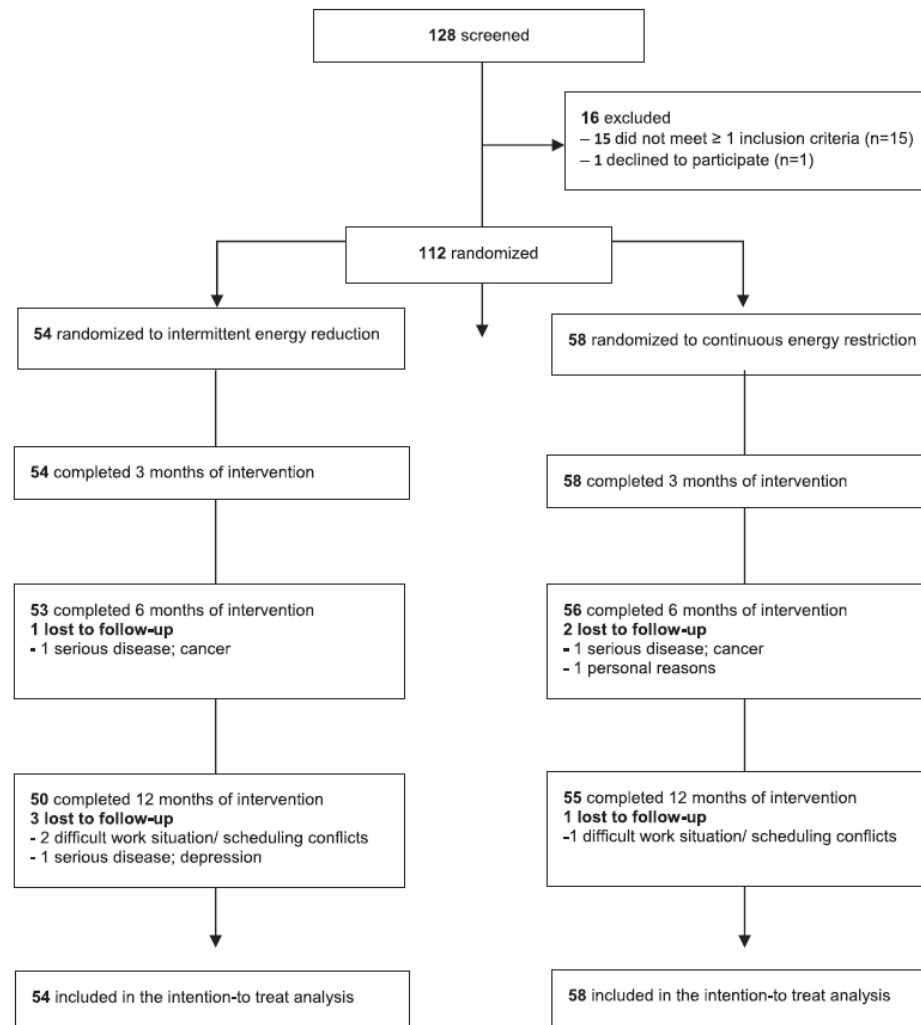 128 screened
16 excluded
– 15 did not meet ≥ 1 inclusion criteria (n=15)
– 1 declined to participate (n=1)
112 randomized
54 randomized to intermittent energy reduction
58 randomized to continuous energy restriction
54 completed 3 months of intervention
58 completed 3 months of intervention
53 completed 6 months of intervention
1 lost to follow-up
- 1 serious disease; cancer
56 completed 6 months of intervention
2 lost to follow-up
- 1 serious disease; cancer
- 1 personal reasons
50 completed 12 months of intervention
3 lost to follow-up
- 2 difficult work situation/ scheduling conflicts
- 1 serious disease; depression
55 completed 12 months of intervention
1 lost to follow-up
-1 difficult work situation/ scheduling conflicts
54 included in the intention-to treat analysis
58 included in the intention-to treat analysis